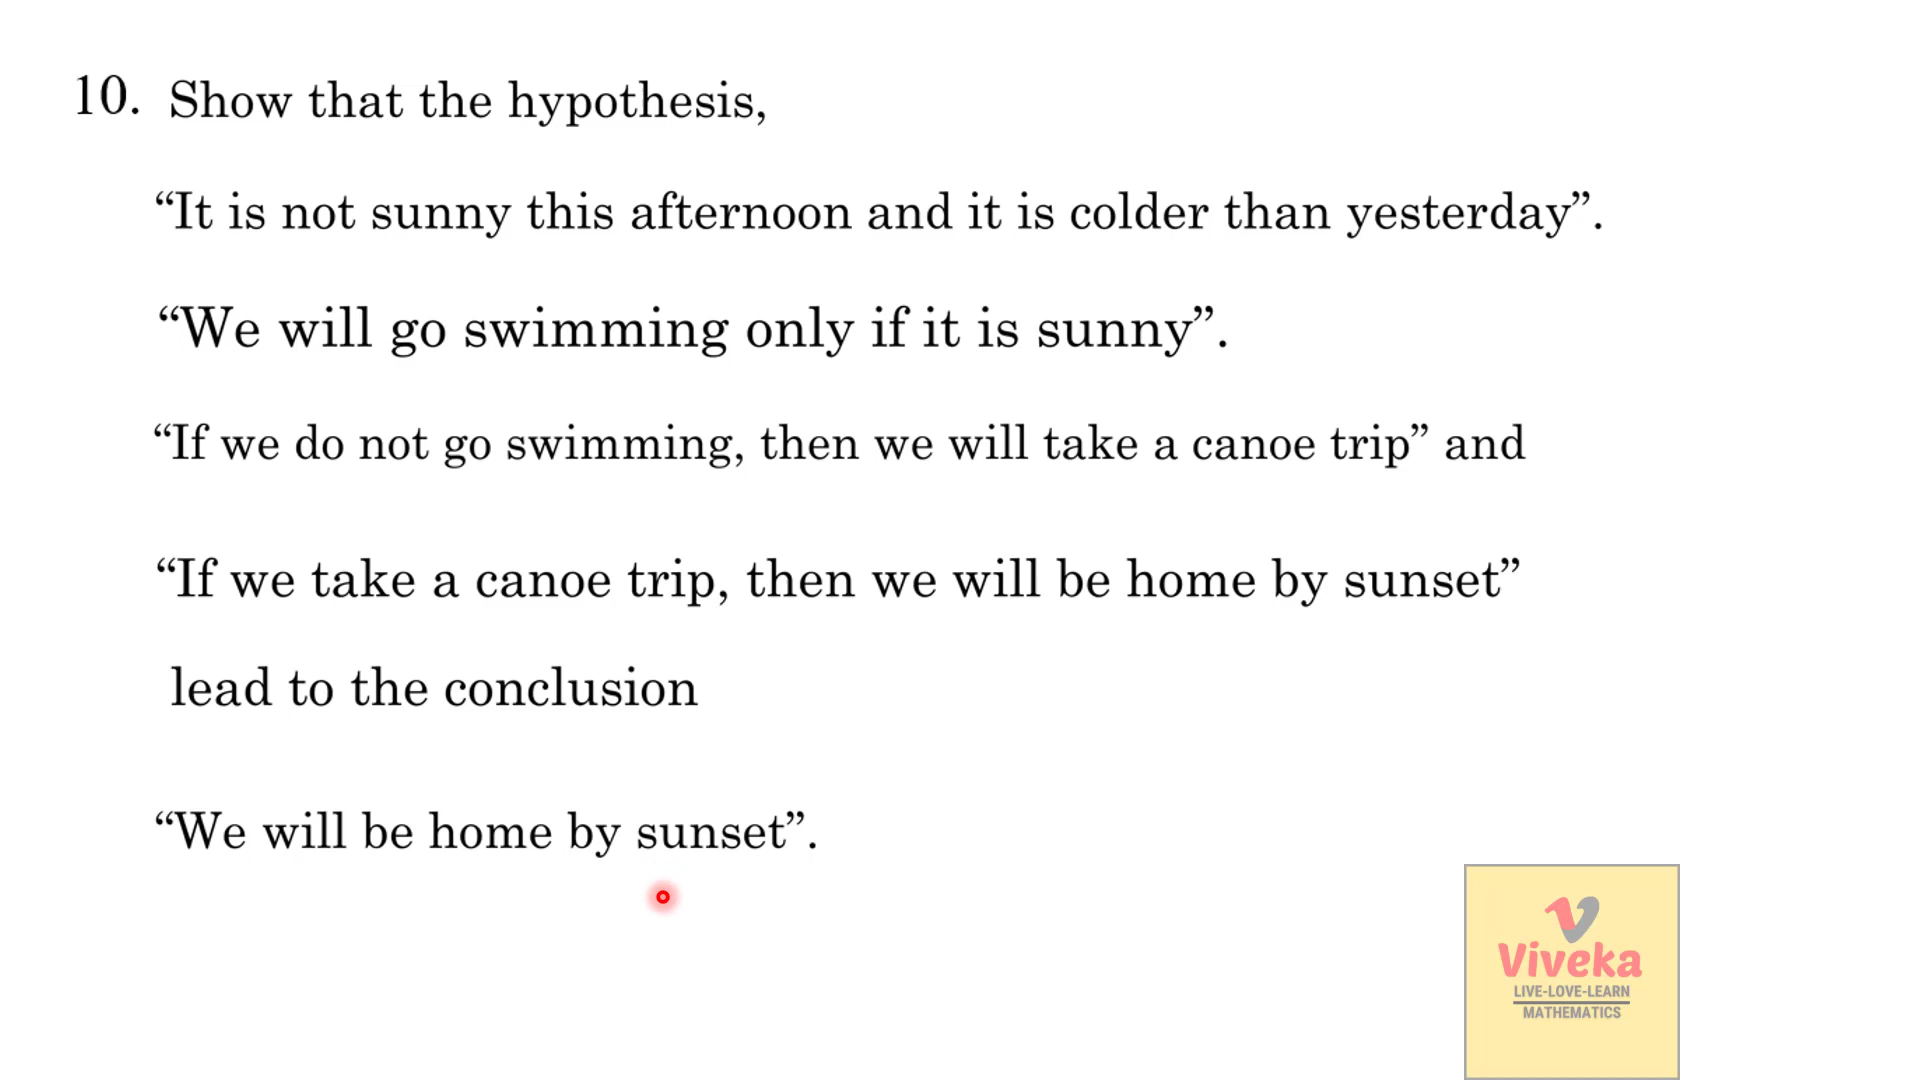 10. Show that the hypothesis,
“It is not sunny this afternoon and it is colder than yesterday”.
“We will go swimming only if it is sunny”.
“If we do not go swimming, then we will take a canoe trip” and
“If we take a canoe trip, then we will be home by sunset”
lead to the conclusion
“We will be home by sunset”.
Viveka
LIVE-LOVE-LEARN
MATHEMATICS